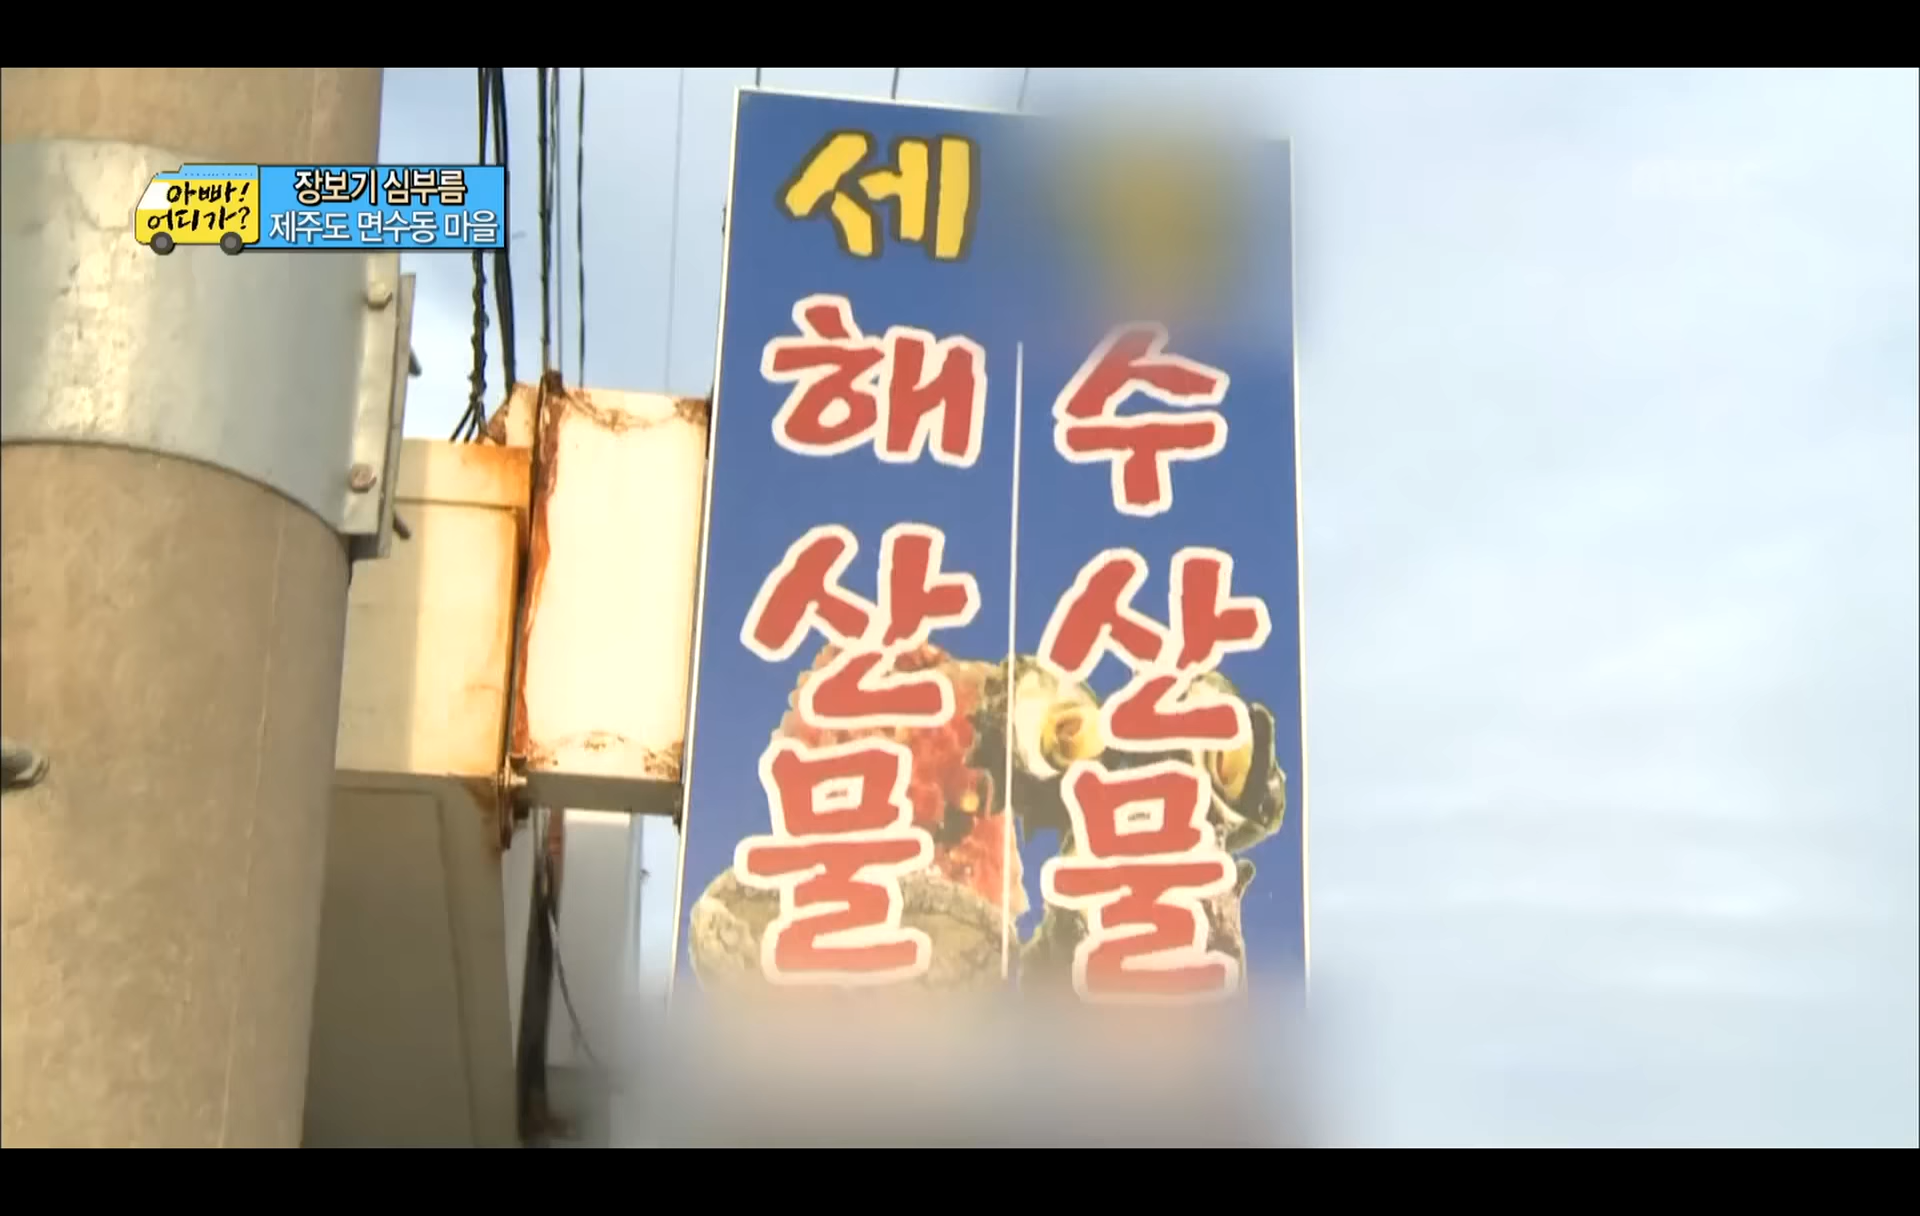 아빠!
어디가?
장보기 심부름
제주도 면수동 마을
세
해산물
수산물